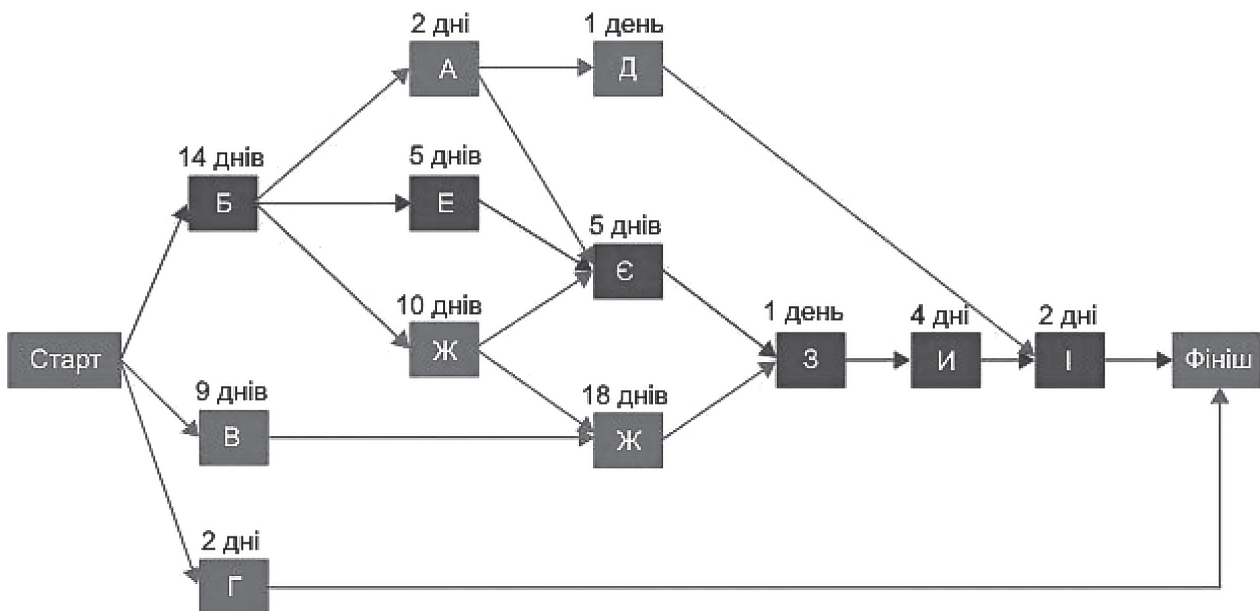 2 дні
А
1 день
Д
14 днів
Б
5 днів
Е
5 днів
Є
10 днів
Ж
1 день
З
4 дні
И
2 дні
І
Старт
Фініш
9 днів
В
18 днів
Ж
2 дні
Г